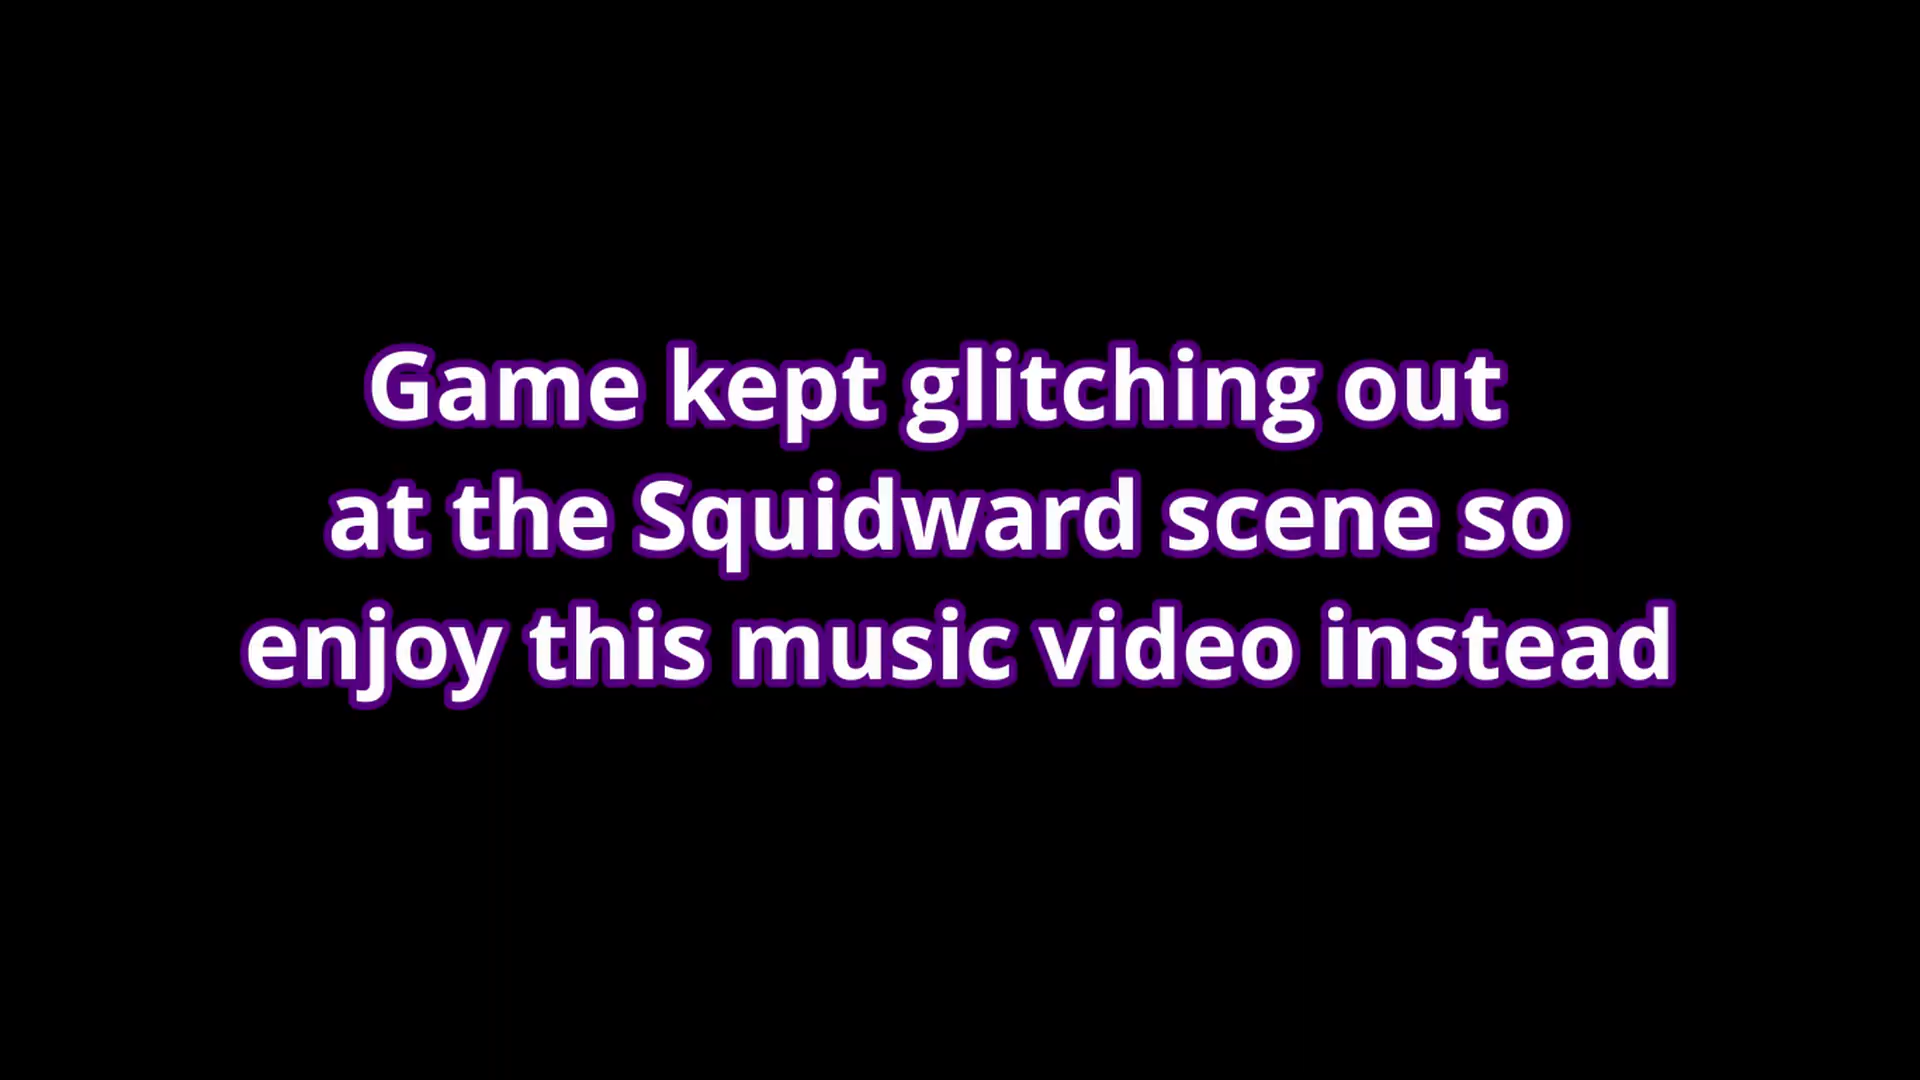 Game kept glitching out
at the Squidward scene so
enjoy this music video instead